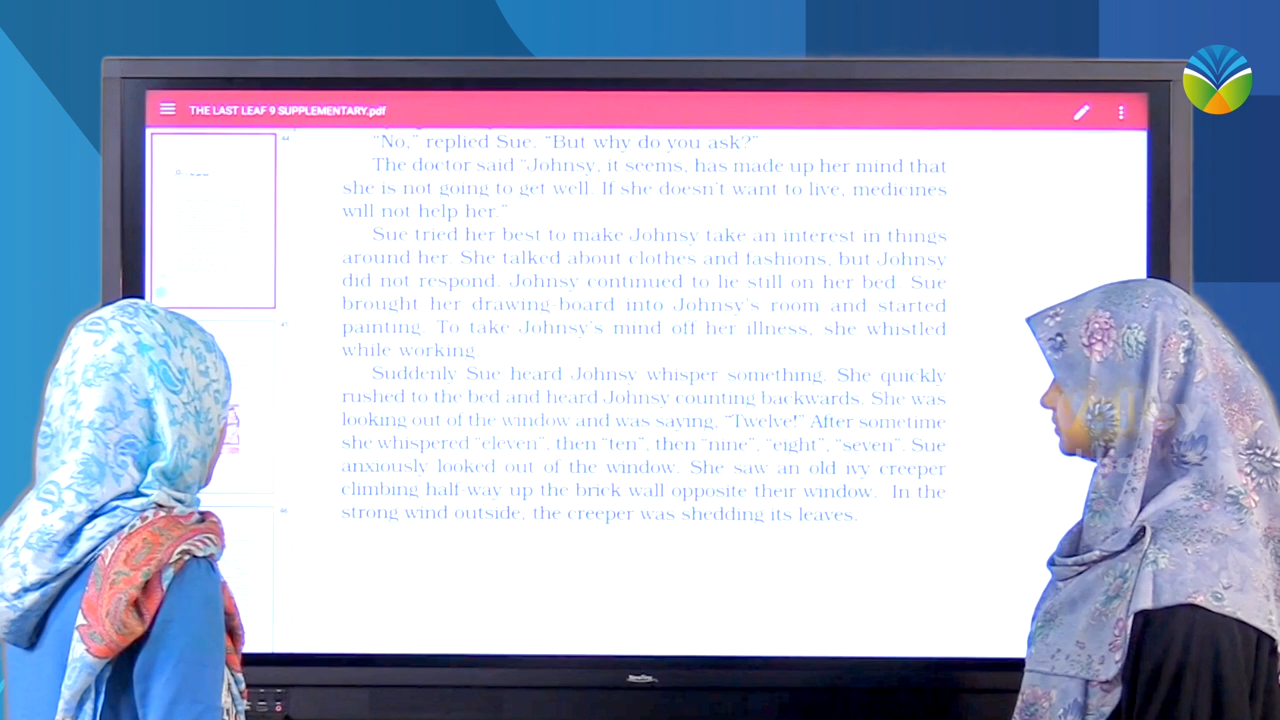 THE LAST LEAF 9 SUPPLEMENTARY.pdf
"No," replied Sue. "But why do you ask?"
The doctor said "Johnsy, it seems, has made up her mind that
she is not going to get well. If she doesn't want to live, medicines
will not help her."
Sue tried her best to make Johnsy take an interest in things
around her. She talked about clothes and fashions, but Johnsy
did not respond. Johnsy continued to lie still on her bed. Sue
brought her drawing-board into Johnsy's room and started
painting. To take Johnsy's mind off her illness, she whistled
while working.
Suddenly Sue heard Johnsy whisper something. She quickly
rushed to the bed and heard Johnsy counting backwards. She was
looking out of the window and was saying, "Twelve!" After sometime
she whispered "eleven", then "ten", then "nine", "eight", "seven". Sue
anxiously looked out of the window. She saw an old ivy creeper
climbing half-way up the brick wall opposite their window. In the
strong wind outside, the creeper was shedding its leaves.